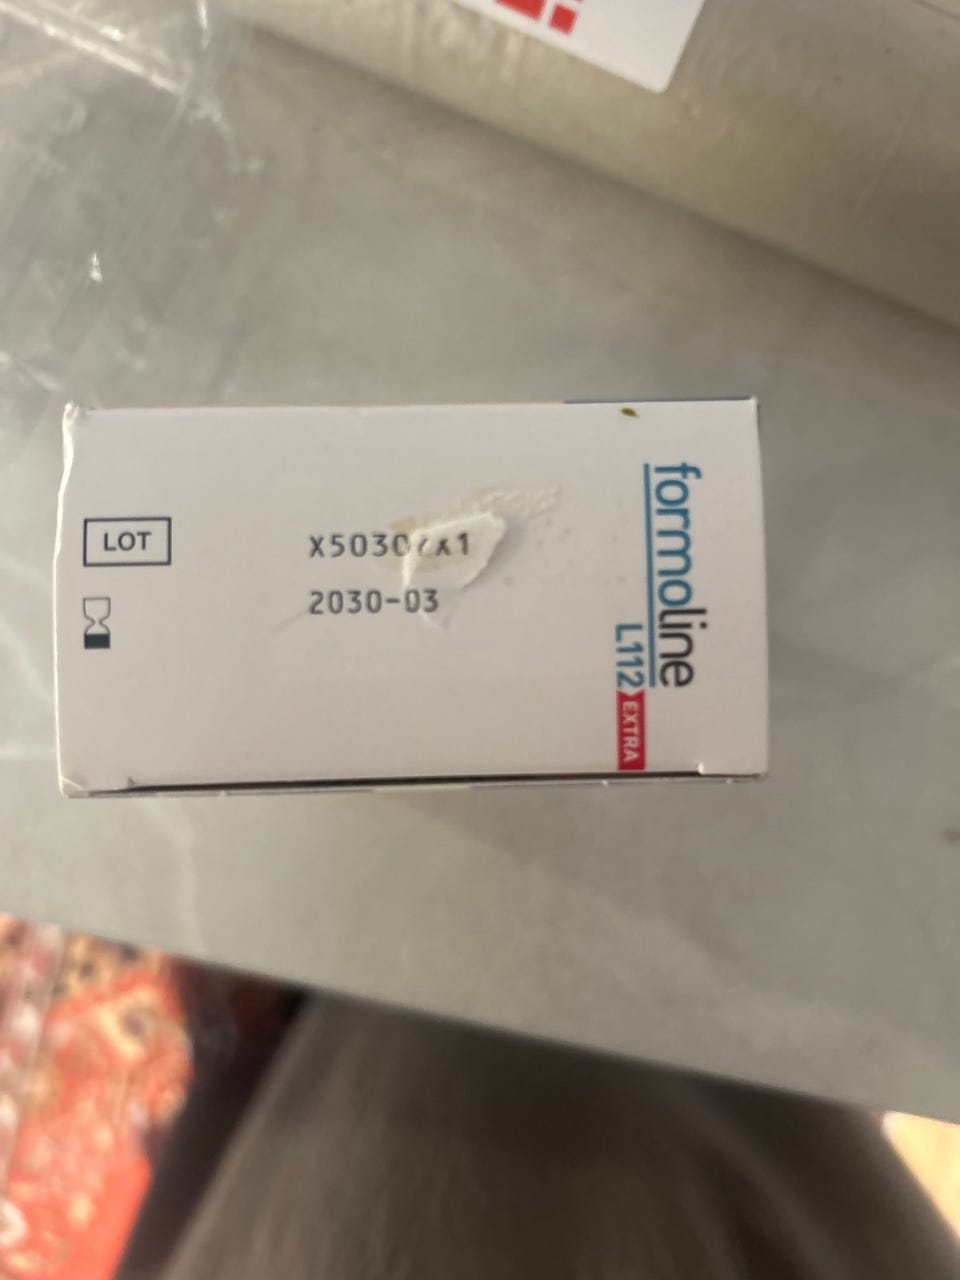 LOT
2030-03
formoline
L112 EXTRA